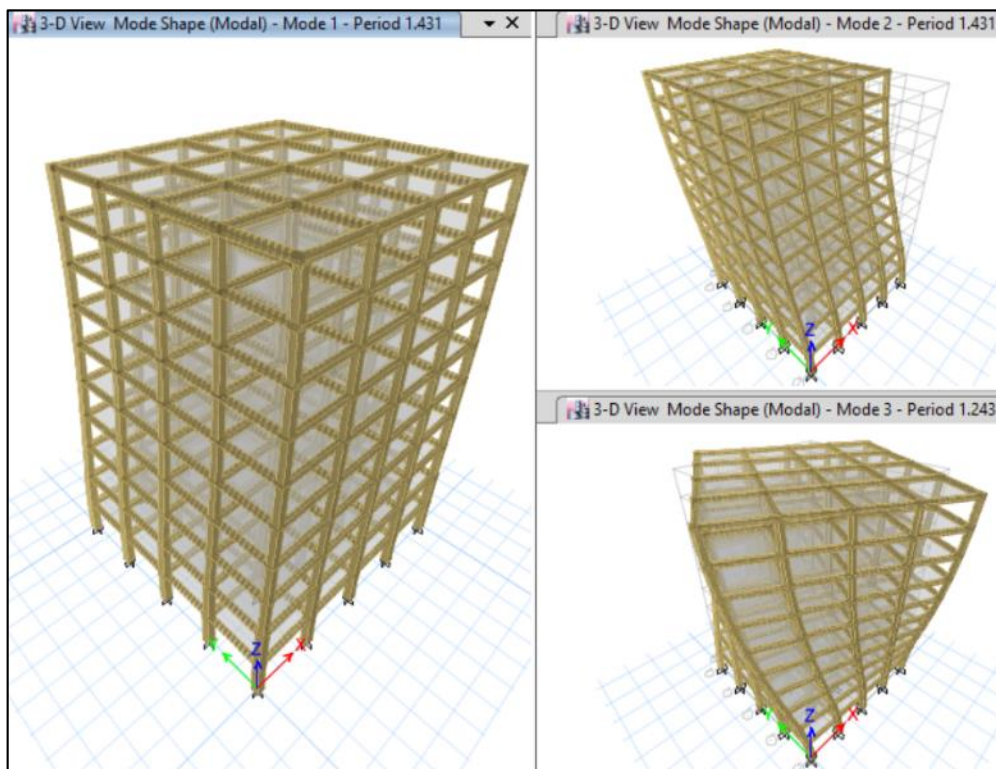 3-D View Mode Shape (Modal) - Mode 1 - Period 1.431
3-D View Mode Shape (Modal) - Mode 2 - Period 1.431
3-D View Mode Shape (Modal) - Mode 3 - Period 1.243
Y Z X
Z X
Z X